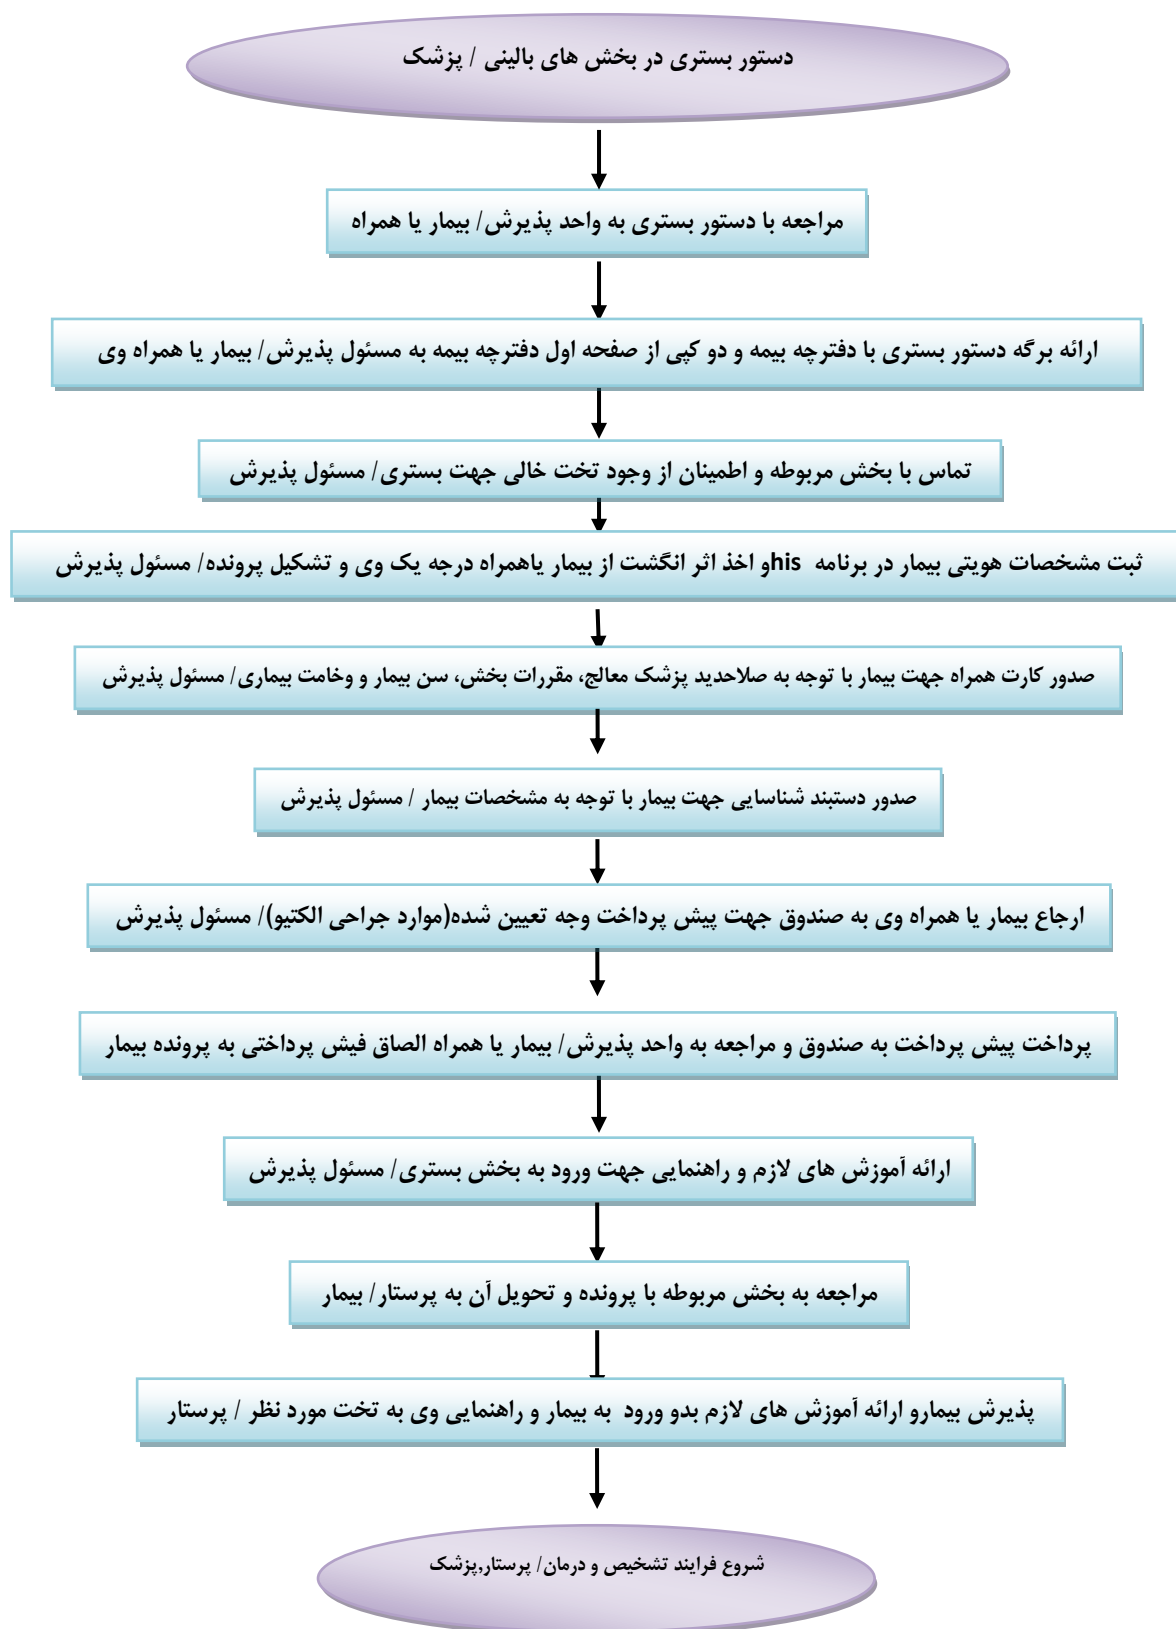 دستور بستری در بخش های بالینی / پزشک
مراجعه با دستور بستری به واحد پذیرش/ بیمار یا همراه
ارائه برگه دستور بستری با دفترچه بیمه و دو کپی از صفحه اول دفترچه بیمه به مسئول پذیرش/ بیمار یا همراه وی
تماس با بخش مربوطه و اطمینان از وجود تخت خالی جهت بستری/ مسئول پذیرش
ثبت مشخصات هویتی بیمار در برنامه hisو اخذ اثر انگشت از بیمار یاهمراه درجه یک وی و تشکیل پرونده/ مسئول پذیرش
صدور کارت همراه جهت بیمار با توجه به صلاحدید پزشک معالج، مقررات بخش، سن بیمار و وخامت بیماری/ مسئول پذیرش
صدور دستبند شناسایی جهت بیمار با توجه به مشخصات بیمار / مسئول پذیرش
ارجاع بیمار یا همراه وی به صندوق جهت پیش پرداخت وجه تعیین شده(موارد جراحی الکتیو)/ مسئول پذیرش
پرداخت پیش پرداخت به صندوق و مراجعه به واحد پذیرش/ بیمار یا همراه الصاق فیش پرداختی به پرونده بیمار
ارائه آموزش های لازم و راهنمایی جهت ورود به بخش بستری/ مسئول پذیرش
مراجعه به بخش مربوطه با پرونده و تحویل آن به پرستار/ بیمار
پذیرش بیمارو ارائه آموزش های لازم بدو ورود به بیمار و راهنمایی وی به تخت مورد نظر / پرستار
شروع فرایند تشخیص و درمان/ پرستار,پزشک